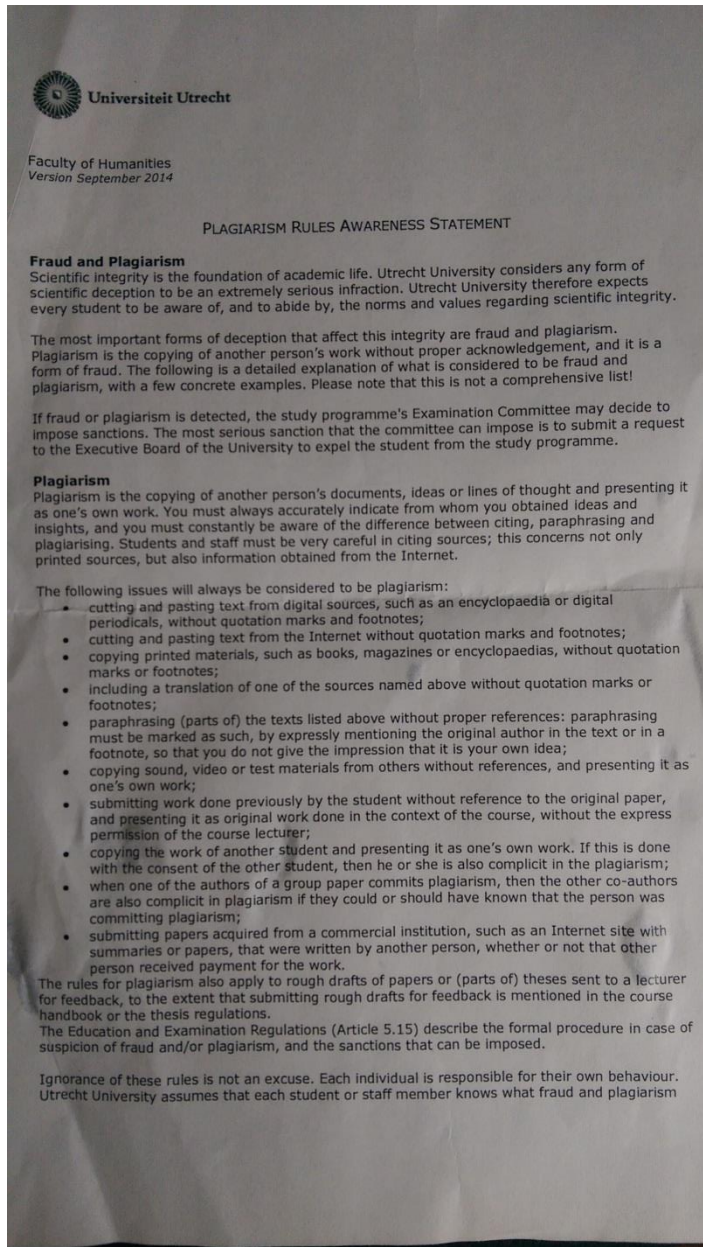 Universiteit Utrecht
Faculty of Humanities
Version September 2014
PLAGIARISM RULES AWARENESS STATEMENT
Fraud and Plagiarism
Scientific integrity is the foundation of academic life. Utrecht University considers any form of
scientific deception to be an extremely serious infraction. Utrecht University therefore expects
every student to be aware of, and to abide by, the norms and values regarding scientific integrity.
The most important forms of deception that affect this integrity are fraud and plagiarism.
Plagiarism is the copying of another person's work without proper acknowledgement, and it is a
form of fraud. The following is a detailed explanation of what is considered to be fraud and
plagiarism, with a few concrete examples. Please note that this is not a comprehensive list!
If fraud or plagiarism is detected, the study programme's Examination Committee may decide to
impose sanctions. The most serious sanction that the committee can impose is to submit a request
to the Executive Board of the University to expel the student from the study programme.
Plagiarism
Plagiarism is the copying of another person's documents, ideas or lines of thought and presenting it
as one's own work. You must always accurately indicate from whom you obtained ideas and
insights, and you must constantly be aware of the difference between citing, paraphrasing and
plagiarising. Students and staff must be very careful in citing sources; this concerns not only
printed sources, but also information obtained from the Internet.
The following issues will always be considered to be plagiarism:
• cutting and pasting text from digital sources, such as an encyclopaedia or digital
periodicals, without quotation marks and footnotes;
• cutting and pasting text from the Internet without quotation marks and footnotes;
• copying printed materials, such as books, magazines or encyclopaedias, without quotation
marks or footnotes;
• including a translation of one of the sources named above without quotation marks or
footnotes;
• paraphrasing (parts of) the texts listed above without proper references: paraphrasing
must be marked as such, by expressly mentioning the original author in the text or in a
footnote, so that you do not give the impression that it is your own idea;
• copying sound, video or test materials from others without references, and presenting it as
one's own work;
• submitting work done previously by the student without reference to the original paper,
and presenting it as original work done in the context of the course, without the express
permission of the course lecturer;
• copying the work of another student and presenting it as one's own work. If this is done
with the consent of the other student, then he or she is also complicit in the plagiarism;
• when one of the authors of a group paper commits plagiarism, then the other co-authors
are also complicit in plagiarism if they could or should have known that the person was
committing plagiarism;
• submitting papers acquired from a commercial institution, such as an Internet site with
summaries or papers, that were written by another person, whether or not that other
person received payment for the work.
The rules for plagiarism also apply to rough drafts of papers or (parts of) theses sent to a lecturer
for feedback, to the extent that submitting rough drafts for feedback is mentioned in the course
handbook or the thesis regulations.
The Education and Examination Regulations (Article 5.15) describe the formal procedure in case of
suspicion of fraud and/or plagiarism, and the sanctions that can be imposed.
Ignorance of these rules is not an excuse. Each individual is responsible for their own behaviour.
Utrecht University assumes that each student or staff member knows what fraud and plagiarism